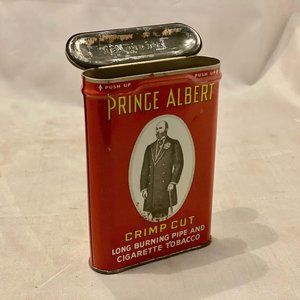 PUSH UP
PUSH UP
PRINCE ALBERT
CRIMP CUT
LONG BURNING PIPE AND
CIGARETTE TOBACCO